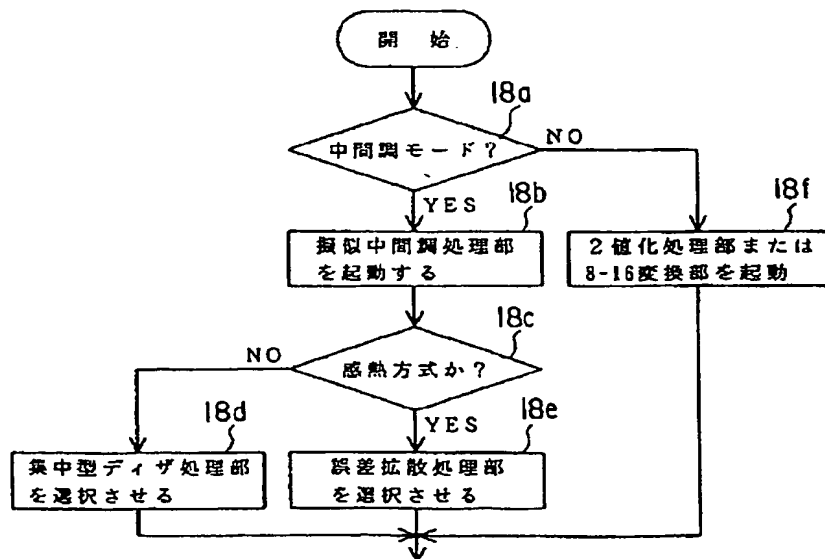 開始
18a
中間調モード?
NO
YES
18b
擬似中間調処理部
を起動する
18f
2値化処理部または
8-16変換部を起動
18c
感熱方式か?
NO
YES
18d
集中型ディザ処理部
を選択させる
18e
誤差拡散処理部
を選択させる